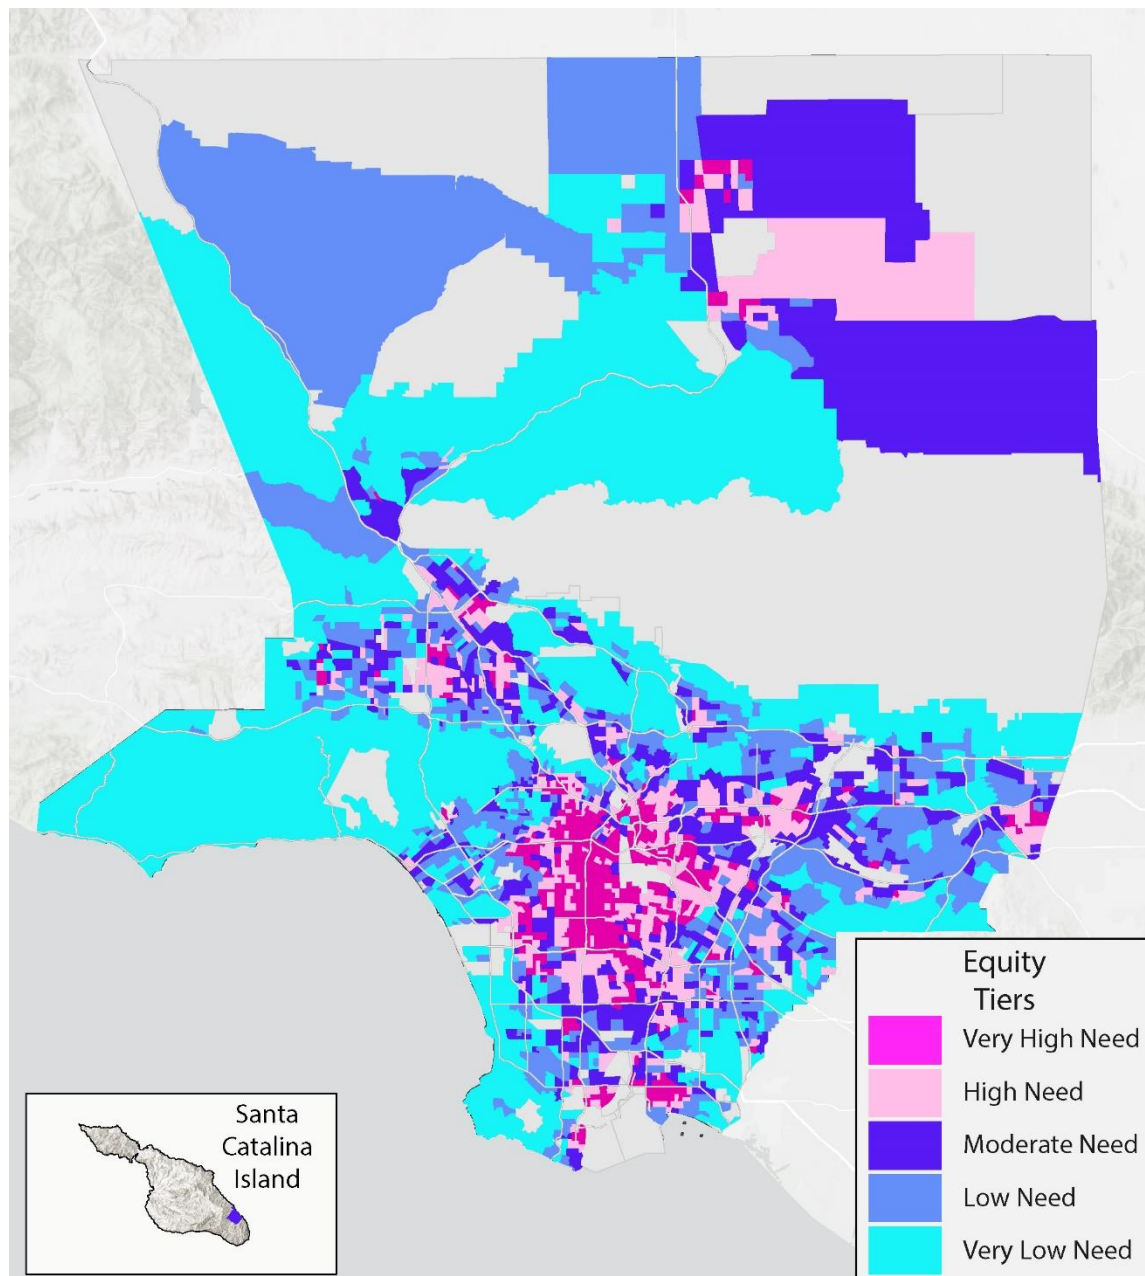 Equity
Tiers
Very High Need
High Need
Moderate Need
Low Need
Very Low Need
Santa
Catalina
Island